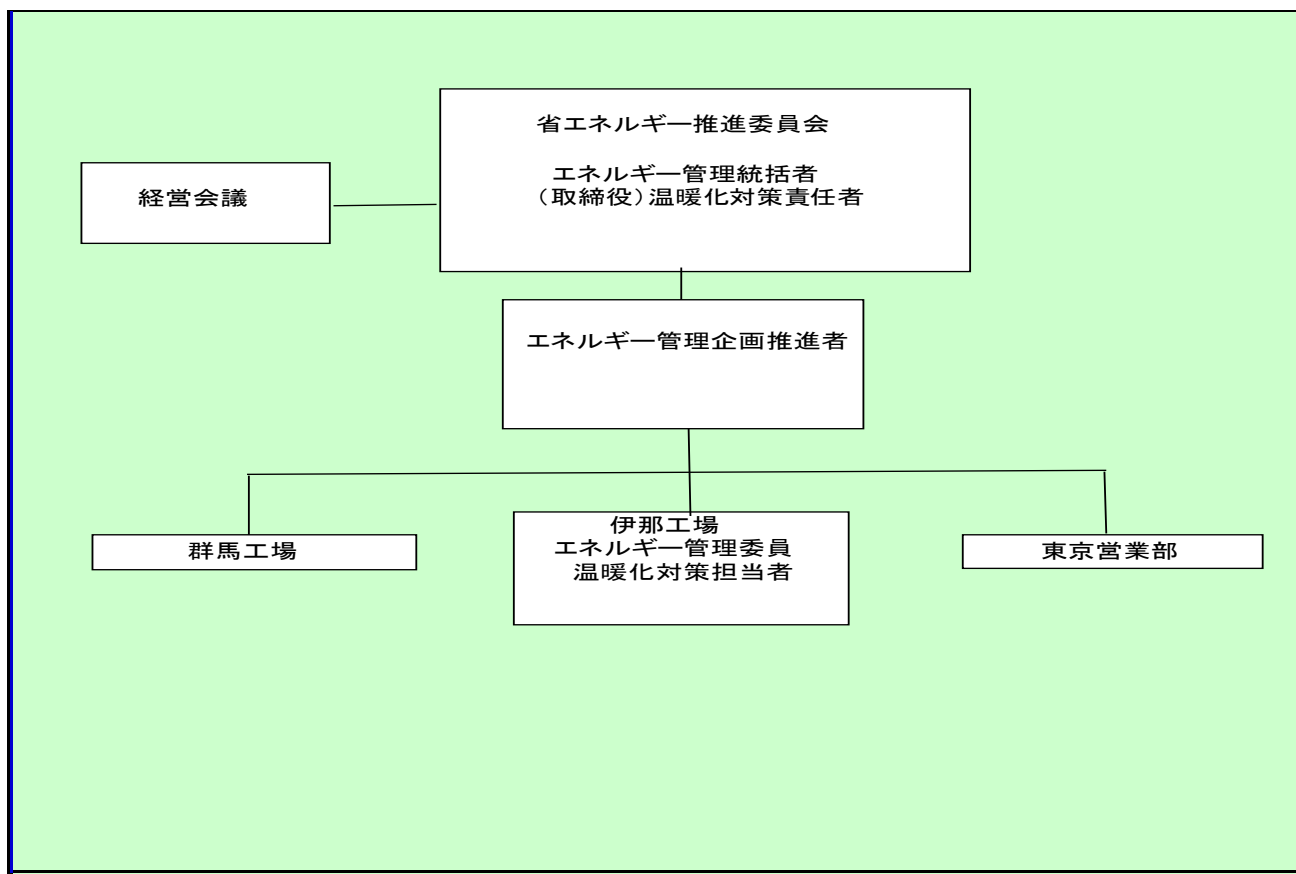 省エネルギー推進委員会
エネルギー管理統括者
（取締役）温暖化対策責任者
経営会議
エネルギー管理企画推進者
群馬工場
伊那工場
エネルギー管理委員
温暖化対策担当者
東京営業部